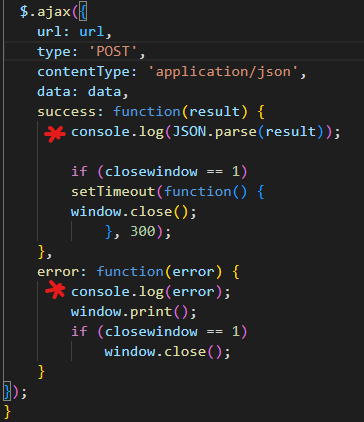 $.ajax({
url: url,
type: 'POST',
contentType: 'application/json',
data: data,
success: function(result) {
console.log(JSON.parse(result));
if (closewindow == 1)
setTimeout(function() {
window.close();
}, 300);
},
error: function(error) {
console.log(error);
window.print();
if (closewindow == 1)
window.close();
}
});
}